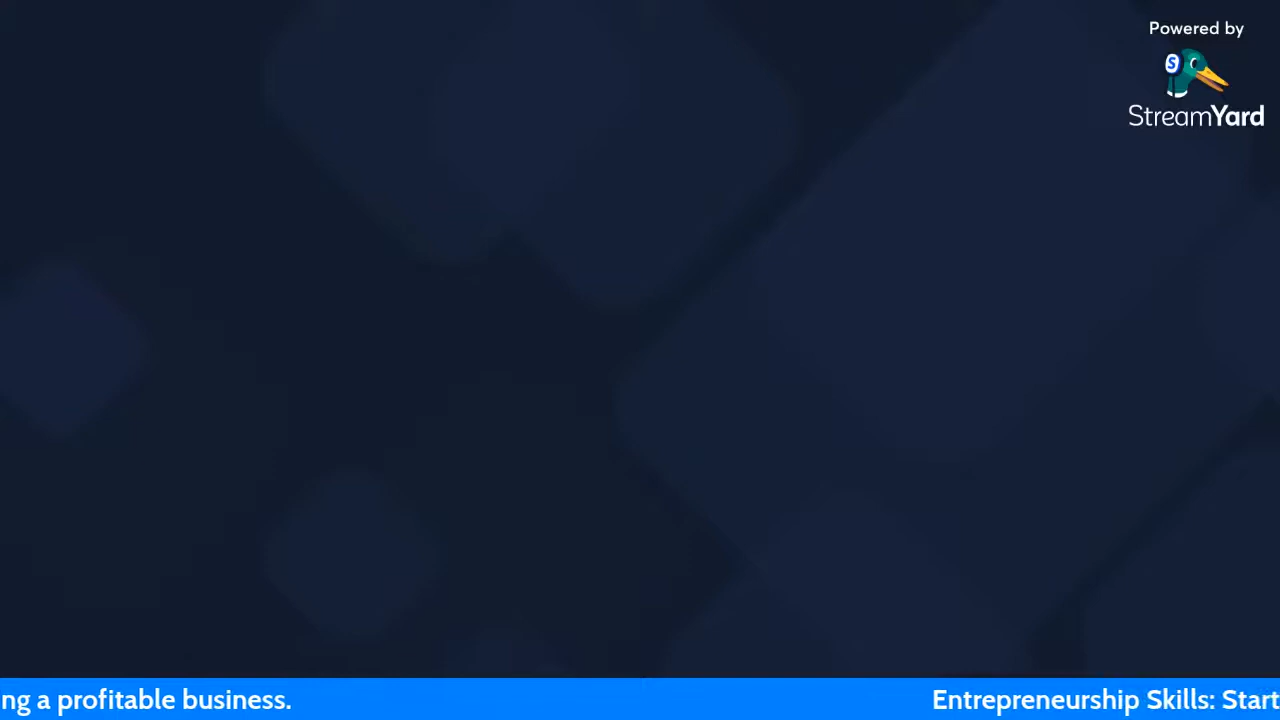 Powered by
S
StreamYard
ng a profitable business.
Entrepreneurship Skills: Start